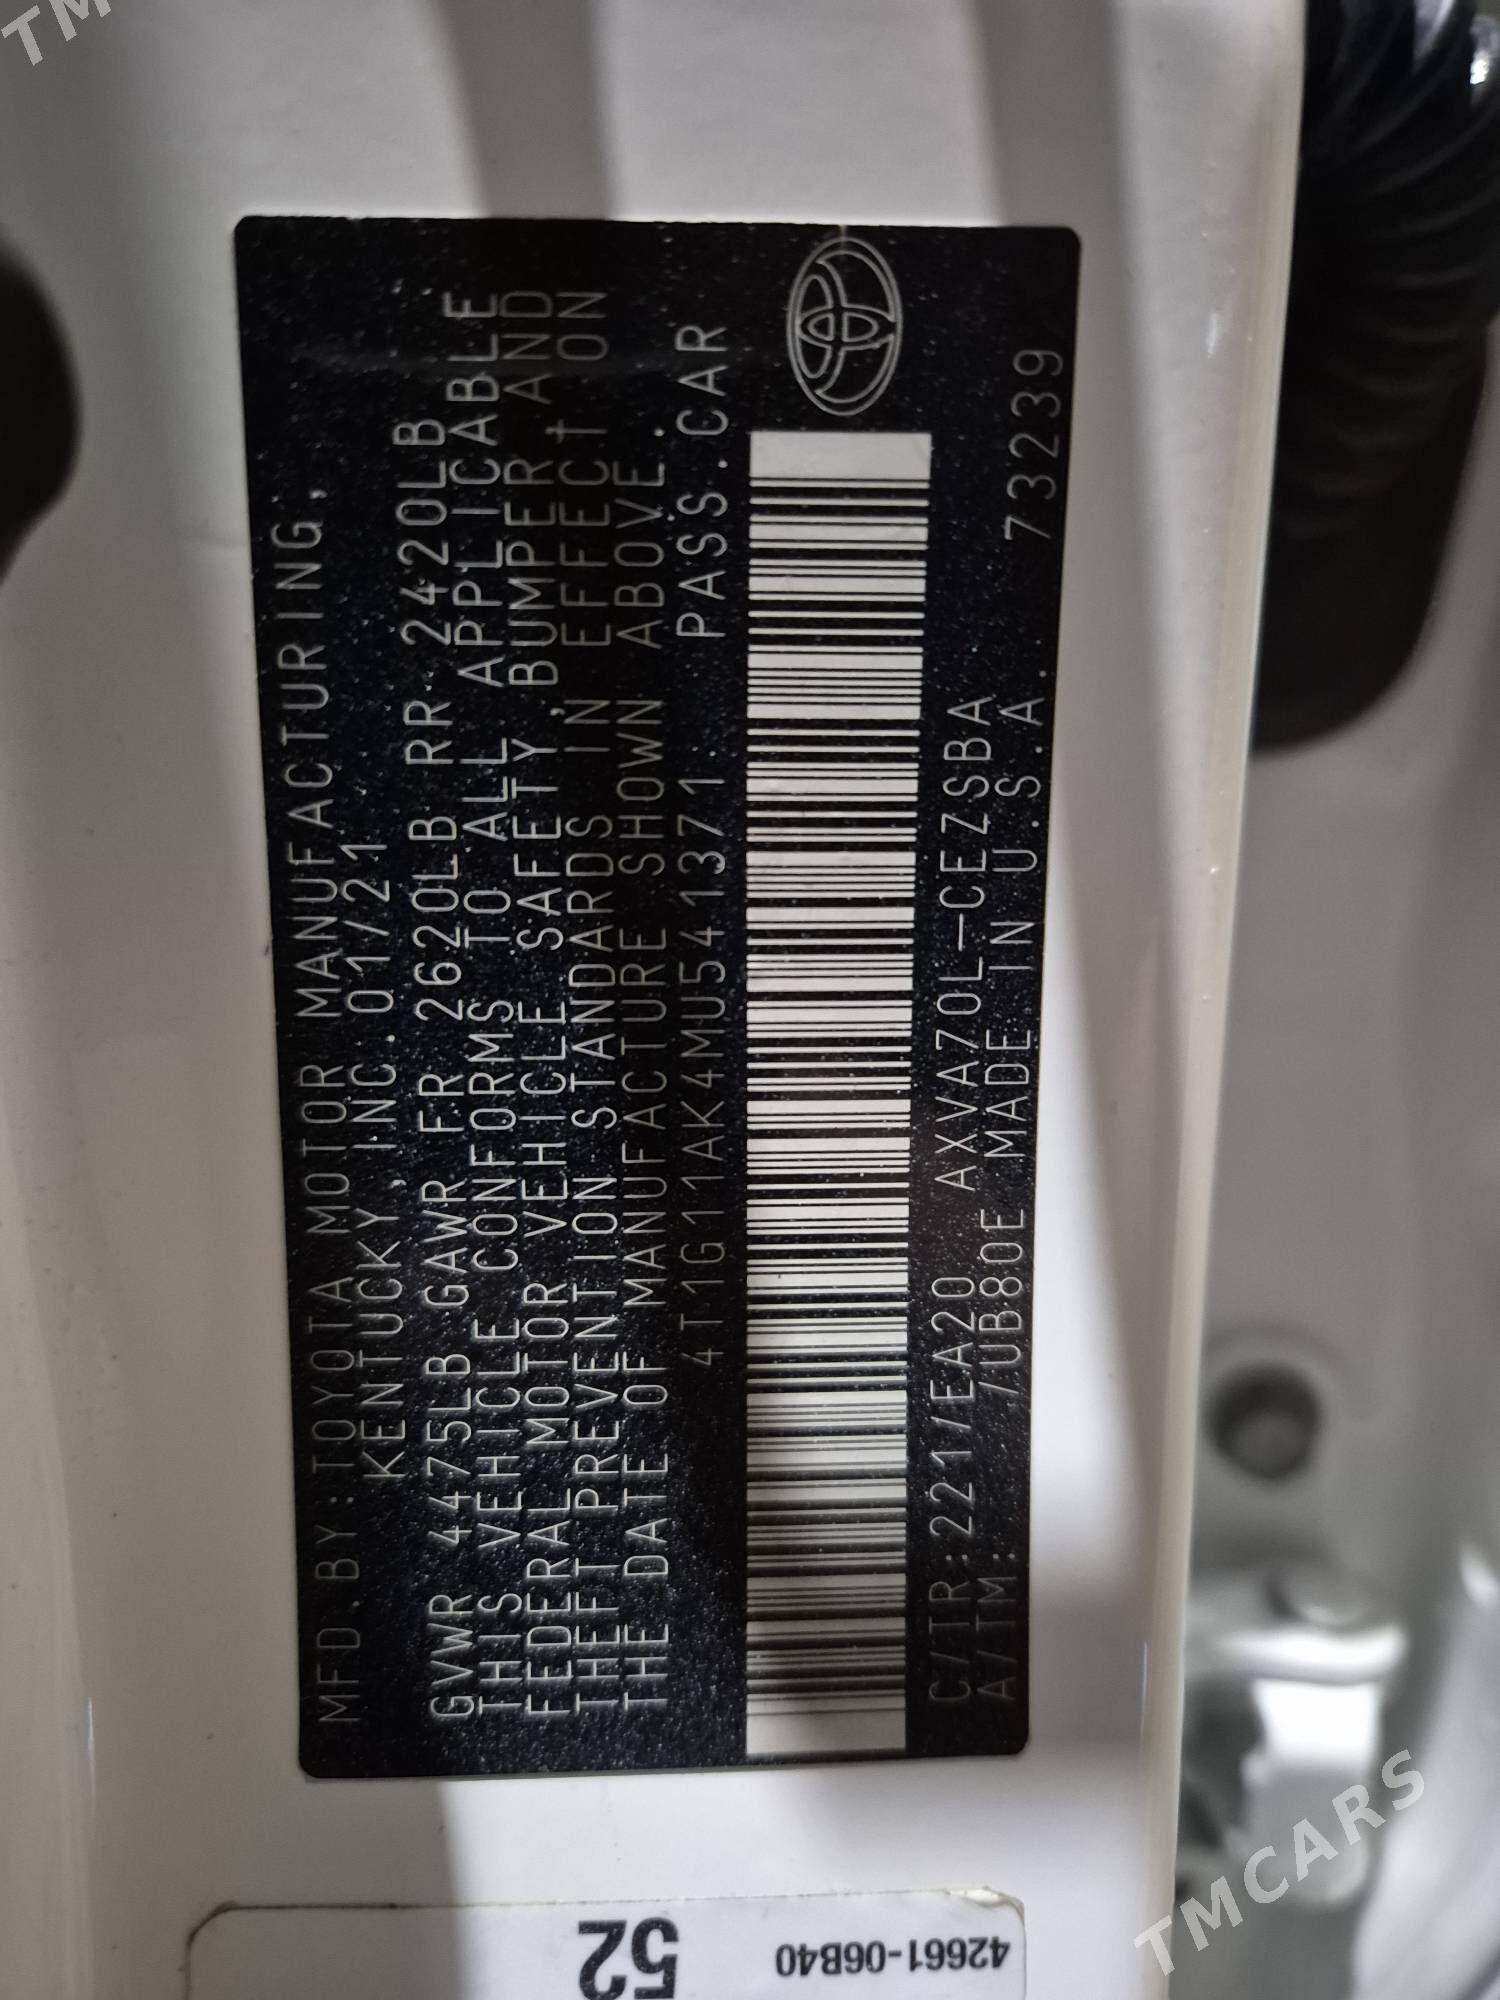 MFD.BY:TOYOTA MOTOR MANUFACTURING,
KENTUCKY,INC.01/21
GVWR 4475LB GAWR FR 2620LB RR 2420LB
THIS VEHICLE CONFORMS TO ALL APPLICABLE
FEDERAL MOTOR VEHICLE SAFETY, BUMPER AND
THEFT PREVENTION STANDARDS IN EFFECT ON
THE DATE OF MANUFACTURE SHOWN ABOVE.
4T1G11AK4MU541371 PASS.CAR
C/TR:221/EA20 AXVA70L-CEZSBA
A/TM: /UB80E MADE IN U.S.A. 73239
52
42661-06B40
TMCARS
TM